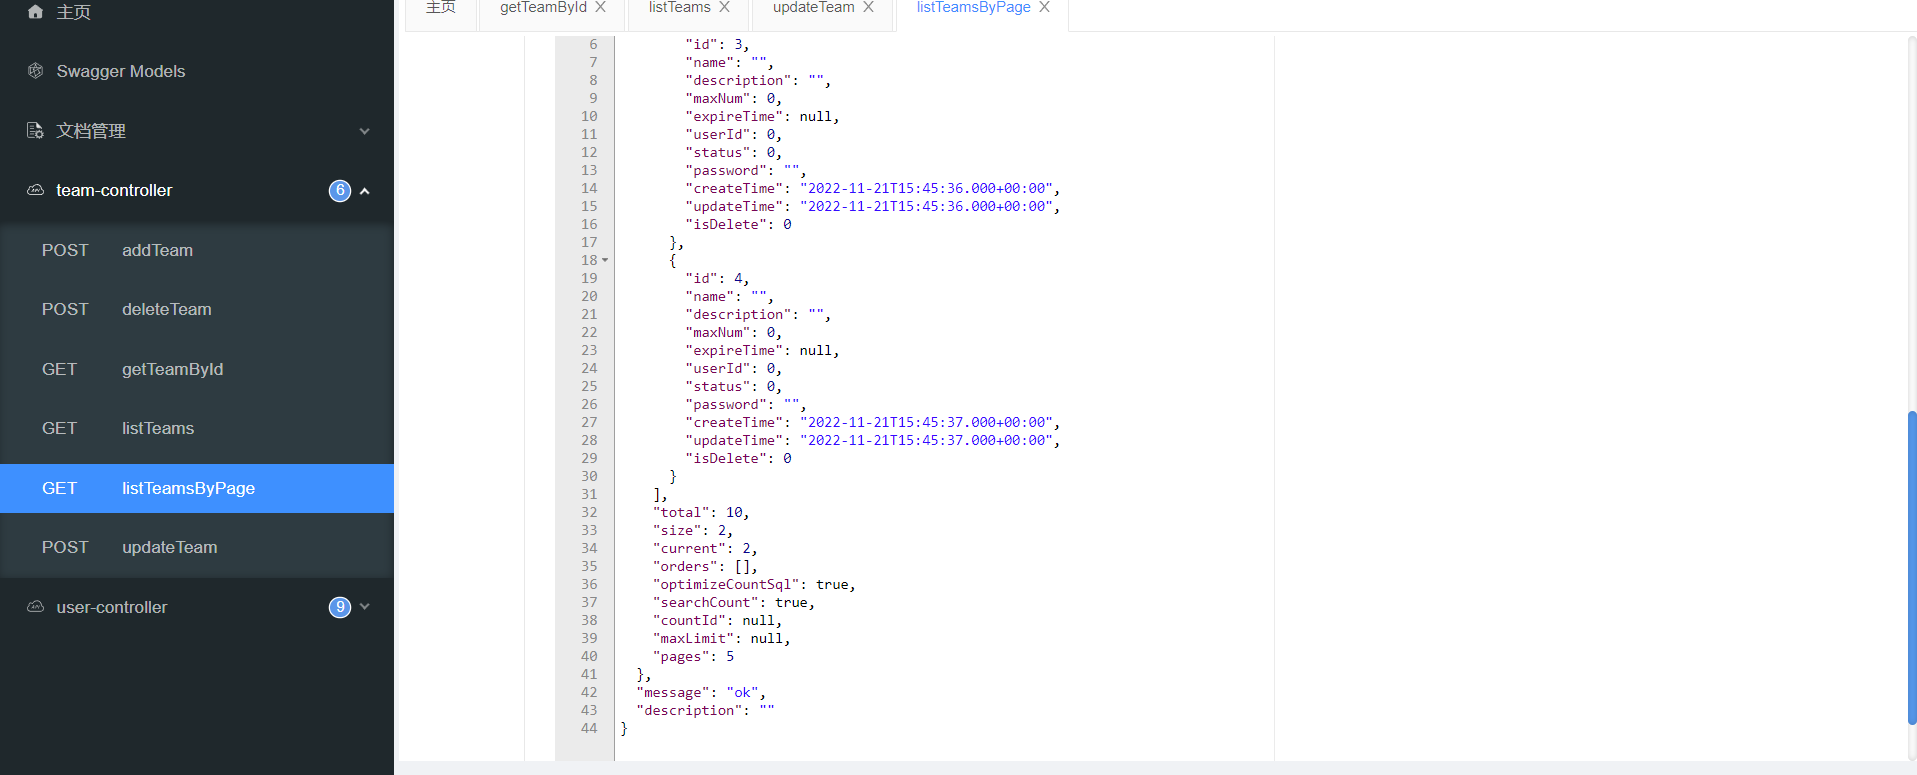 主页
Swagger Models
文档管理
team-controller 6
POST addTeam
POST deleteTeam
GET getTeamById
GET listTeams
GET listTeamsByPage
POST updateTeam
user-controller 9
主页 getTeamById listTeams updateTeam listTeamsByPage
6 "id": 3,
7 "name": "",
8 "description": "",
9 "maxNum": 0,
10 "expireTime": null,
11 "userId": 0,
12 "status": 0,
13 "password": "",
14 "createTime": "2022-11-21T15:45:36.000+00:00",
15 "updateTime": "2022-11-21T15:45:36.000+00:00",
16 "isDelete": 0
17 },
18 {
19 "id": 4,
20 "name": "",
21 "description": "",
22 "maxNum": 0,
23 "expireTime": null,
24 "userId": 0,
25 "status": 0,
26 "password": "",
27 "createTime": "2022-11-21T15:45:37.000+00:00",
28 "updateTime": "2022-11-21T15:45:37.000+00:00",
29 "isDelete": 0
30 }
31 ],
32 "total": 10,
33 "size": 2,
34 "current": 2,
35 "orders": [],
36 "optimizeCountSql": true,
37 "searchCount": true,
38 "countId": null,
39 "maxLimit": null,
40 "pages": 5
41 },
42 "message": "ok",
43 "description": ""
44 }